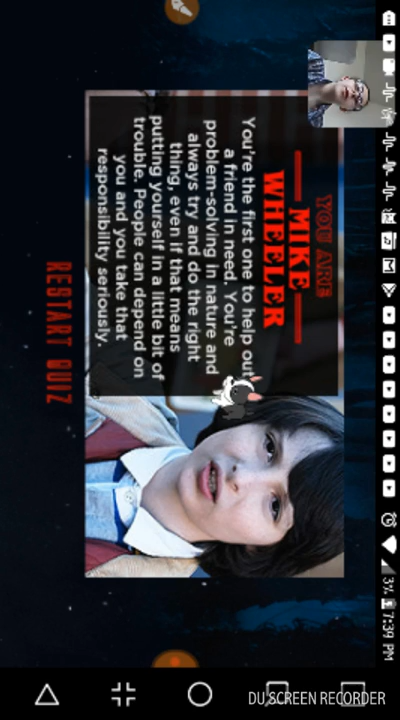 3% 7:39 PM
YOU ARE
MIKE
WHEELER
You're the first one to help out
a friend in need. You're
problem-solving in nature and
always try and do the right
thing, even if that means
putting yourself in a little bit of
trouble. People can depend on
you and you take that
responsibility seriously.
RESTART QUIZ
DU SCREEN RECORDER